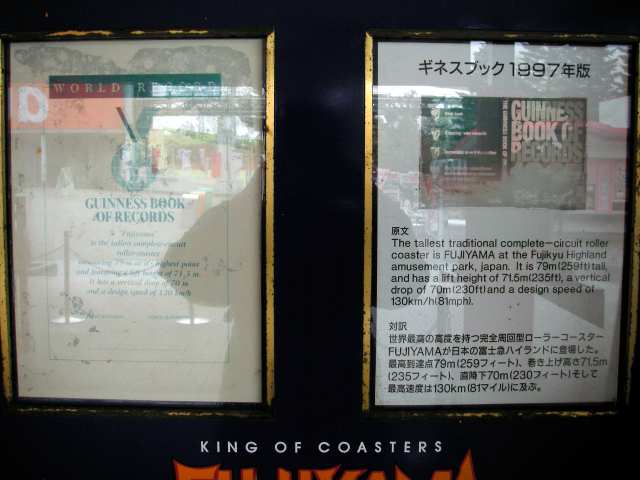 WORLD RECORD
GUINNESS BOOK
OF RECORDS
"Fujiyama"
is the tallest complete-circuit
rollercoaster
measuring 79 m at its highest point
and featuring a lift height of 71,5 m
It has a vertical drop of 70 m
and a design speed of 130 km/h
ギネスブック1997年版
GUINNESS
BOOK OF
RECORDS
原文
The tallest traditional complete-circuit roller
coaster is FUJIYAMA at the Fujikyu Highland
amusement park, japan. It is 79m(259ft)tall,
and has a lift height of 71.5m(235ft), a vertical
drop of 70m(230ft)and a design speed of
130km/h(81mph).
対訳
世界最高の高度を持つ完全周回型ローラーコースター
FUJIYAMAが日本の富士急ハイランドに登場した。
最高到達点79m(259フィート)、巻き上げ高さ71.5m
(235フィート)、直降下70m(230フィート)そして
最高速度は130km(81マイル)に及ぶ。
KING OF COASTERS
FUJIYAMA